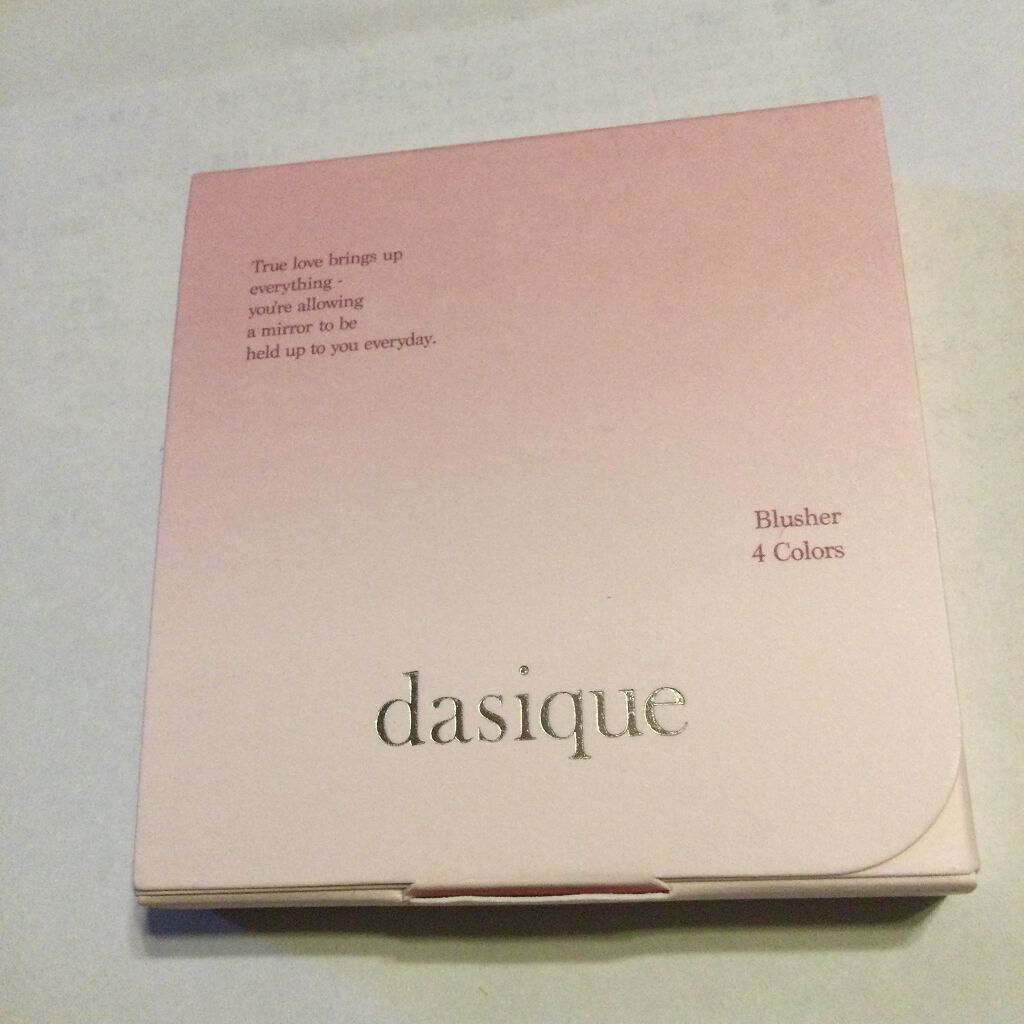 True love brings up
everything -
you're allowing
a mirror to be
held up to you everyday.
Blusher
4 Colors
dasique